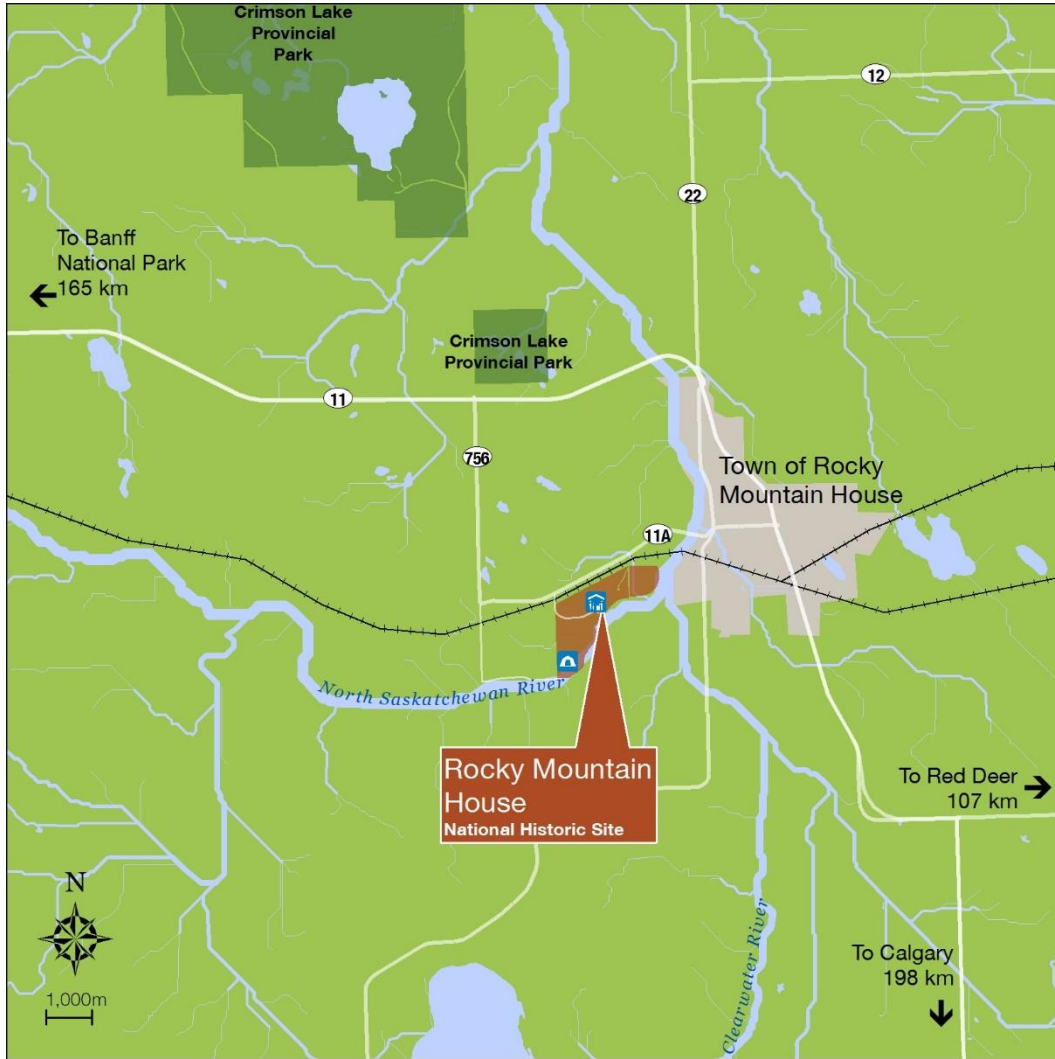 Crimson Lake
Provincial
Park
12
22
To Banff
National Park
165 km
Crimson Lake
Provincial Park
11
756
Town of Rocky
Mountain House
11A
North Saskatchewan River
Rocky Mountain
House
National Historic Site
To Red Deer
107 km
N
1,000m
Clearwater River
To Calgary
198 km